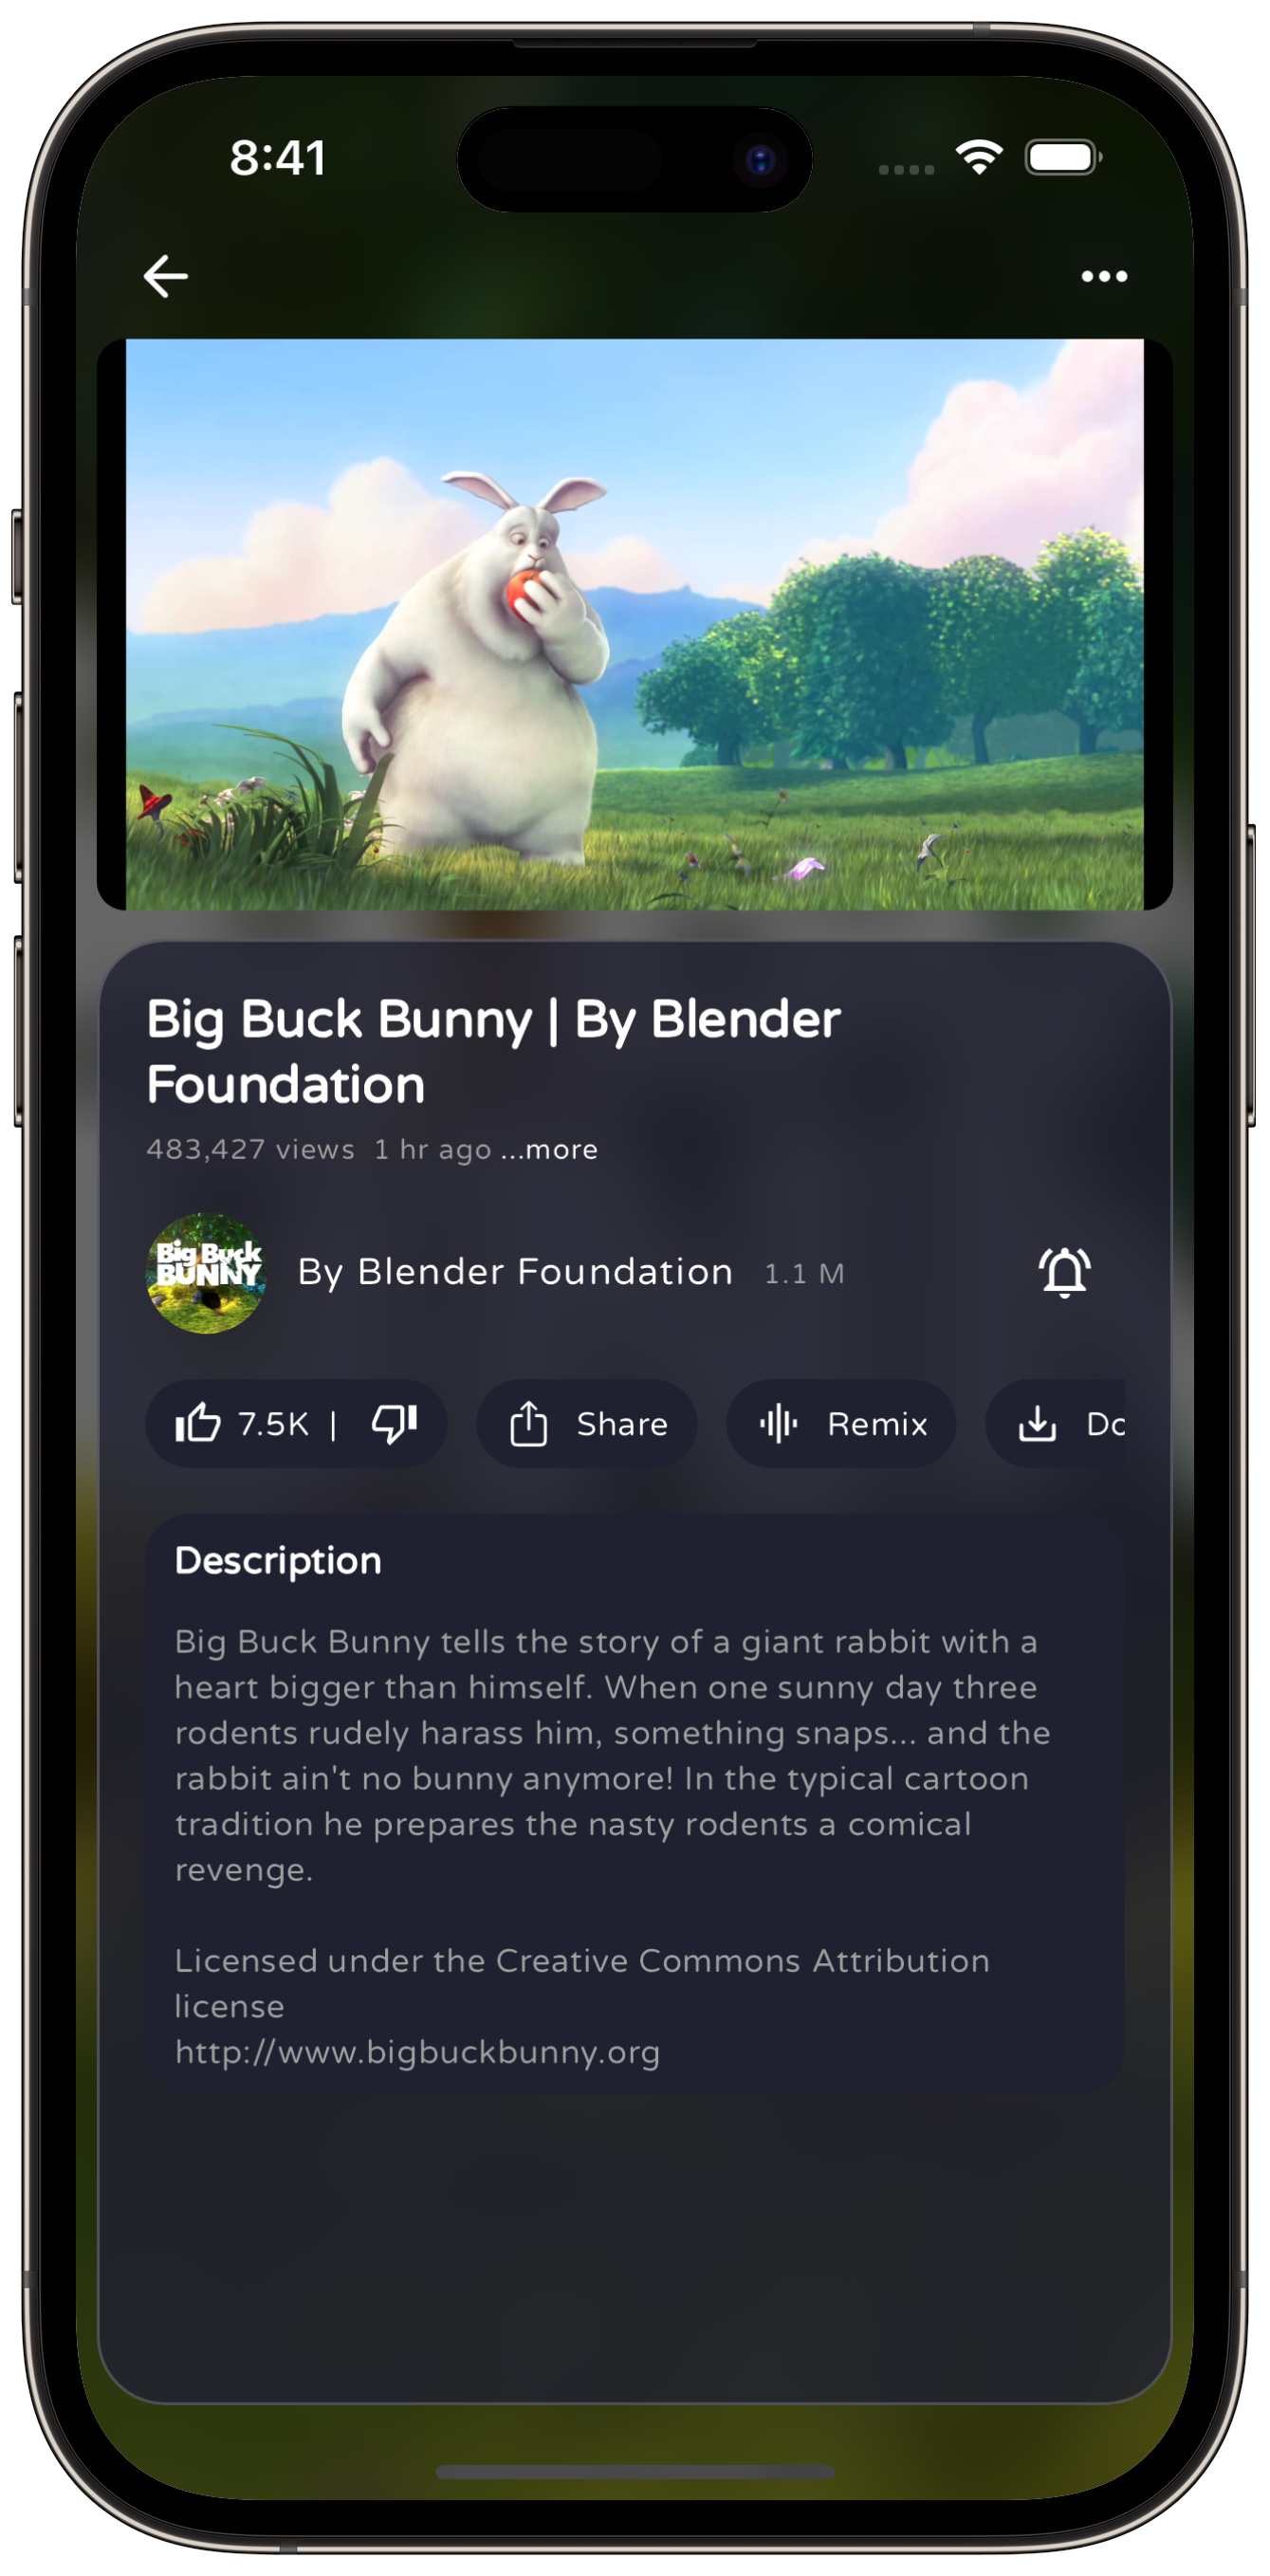 8:41
Big Buck Bunny | By Blender
Foundation
483,427 views 1 hr ago ...more
Big Buck
BUNNY
By Blender Foundation 1.1 M
7.5K | Share Remix Do
Description
Big Buck Bunny tells the story of a giant rabbit with a
heart bigger than himself. When one sunny day three
rodents rudely harass him, something snaps... and the
rabbit ain't no bunny anymore! In the typical cartoon
tradition he prepares the nasty rodents a comical
revenge.
Licensed under the Creative Commons Attribution
license
http://www.bigbuckbunny.org